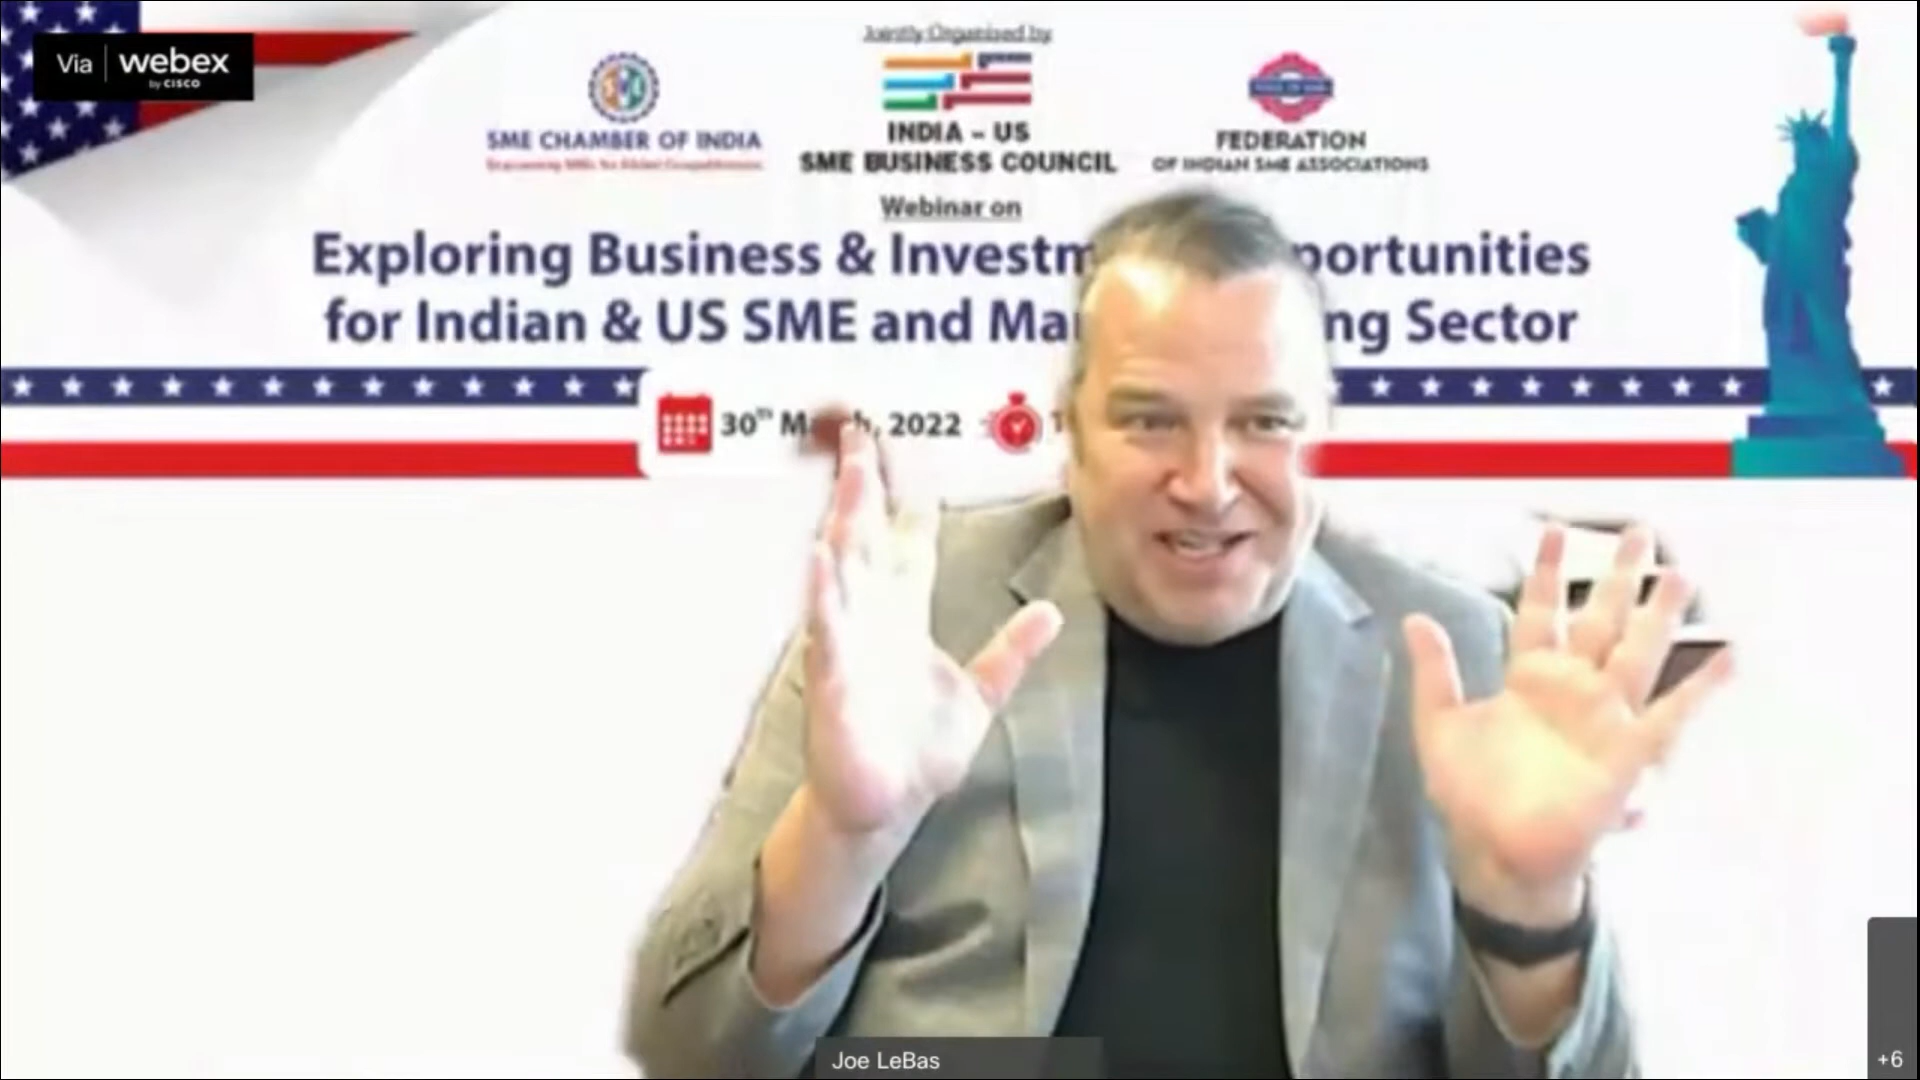 Via webex
by CISCO
Jointly Organised by
SME CHAMBER OF INDIA
INDIA – US
SME BUSINESS COUNCIL
FEDERATION
OF INDIAN SME ASSOCIATIONS
Webinar on
Exploring Business & Investm portunities
for Indian & US SME and Ma ng Sector
30th M h, 2022
Joe LeBas
+6